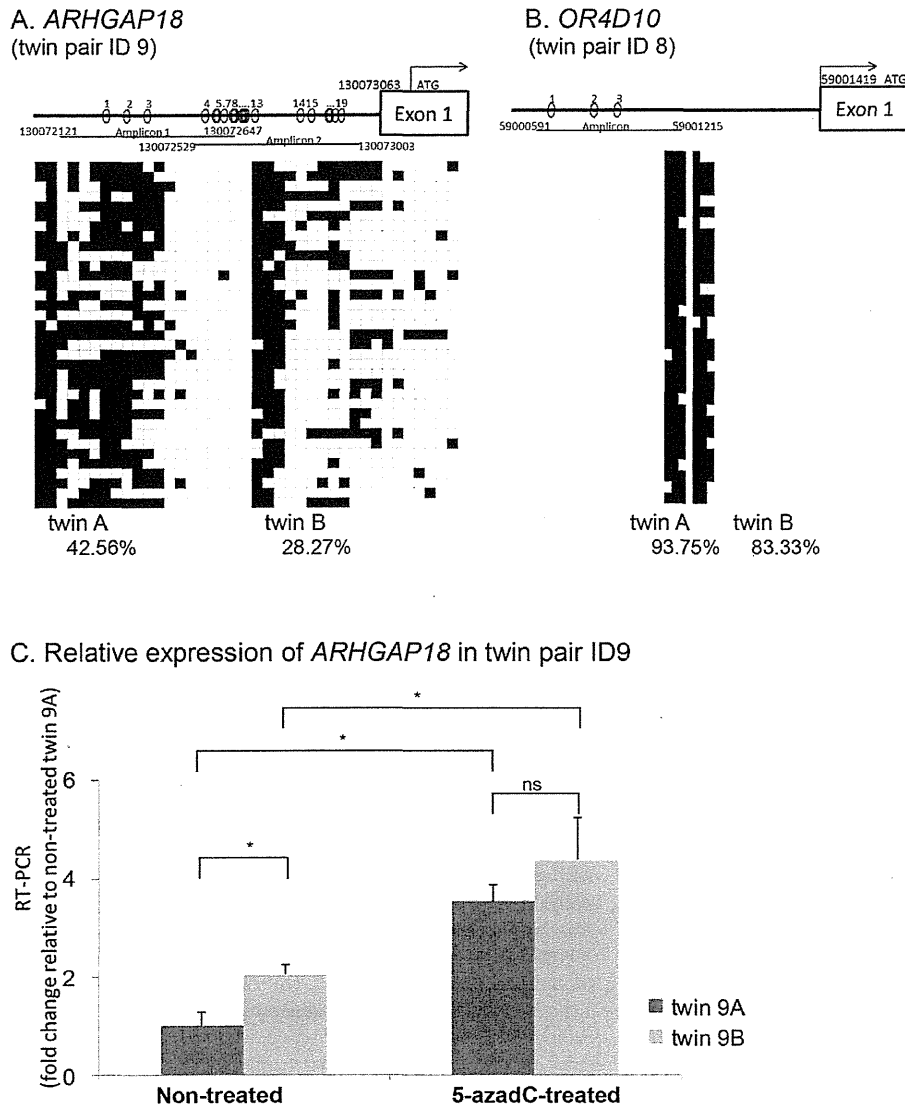 A. ARHGAP18
(twin pair ID 9)
130073063 ATG
1 2 3 4 5.78....13 1415 ...19
Exon 1
130072121 Amplicon 1 130072647
130072529 Amplicon 2 130073003
twin A twin B
42.56% 28.27%
B. OR4D10
(twin pair ID 8)
59001419 ATG
1 2 3
Exon 1
59000591 Amplicon 59001215
twin A twin B
93.75% 83.33%
C. Relative expression of ARHGAP18 in twin pair ID9
RT-PCR
(fold change relative to non-treated twin 9A)
6
4
2
0
*
*
*
ns
Non-treated 5-azadC-treated
twin 9A
twin 9B